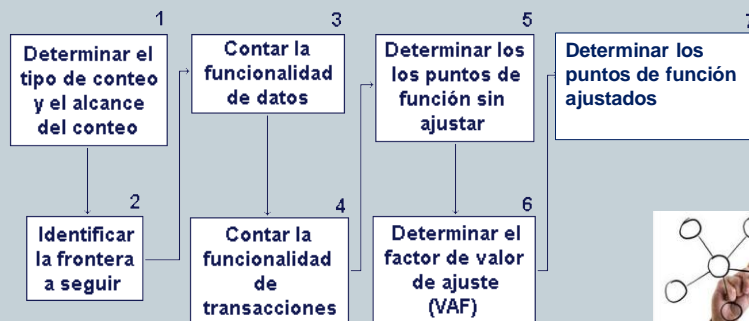 1
Determinar el
tipo de conteo
y el alcance
del conteo
2
Identificar
la frontera
a seguir
3
Contar la
funcionalidad
de datos
4
Contar la
funcionalidad
de
transacciones
5
Determinar los
los puntos de
función sin
ajustar
6
Determinar el
factor de valor
de ajuste
(VAF)
7
Determinar los
puntos de función
ajustados